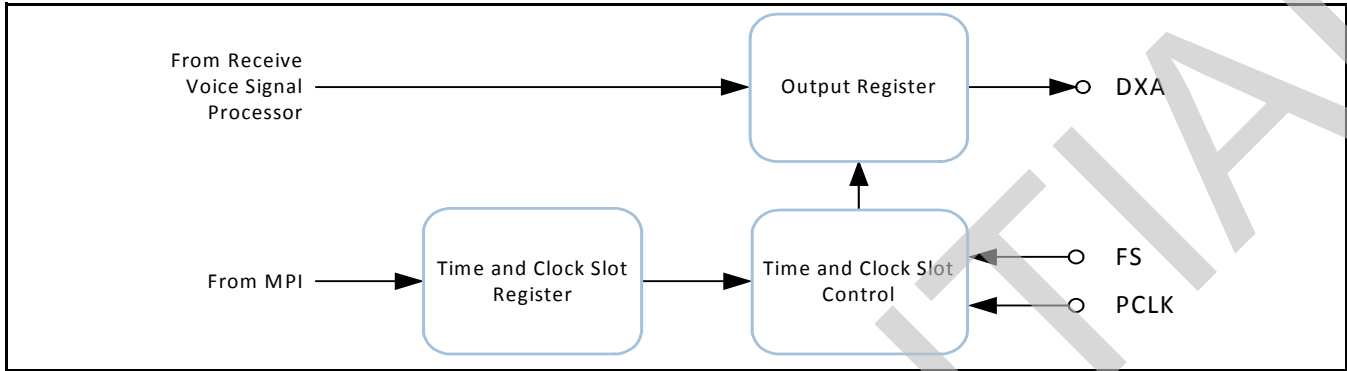 From Receive
Voice Signal
Processor
Output Register
DXA
From MPI
Time and Clock Slot
Register
Time and Clock Slot
Control
FS
PCLK
TIA